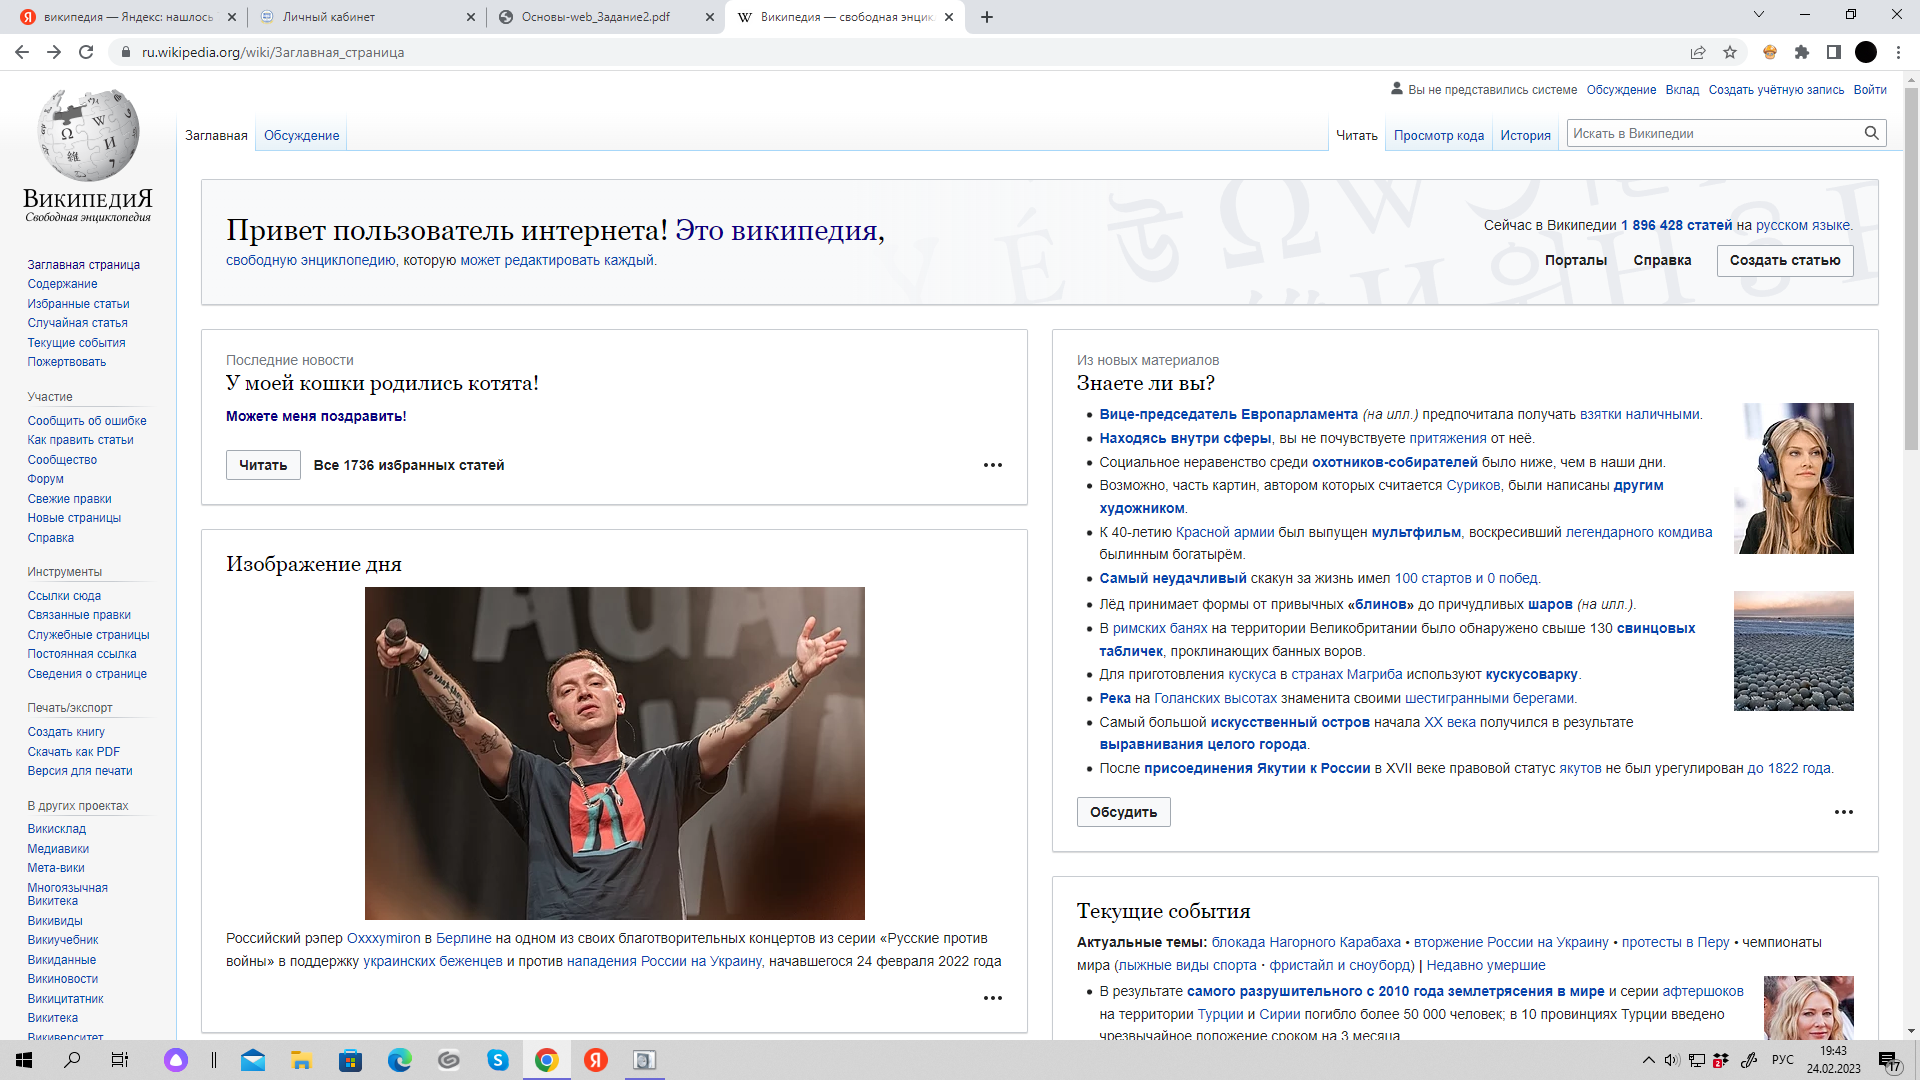 википедия — Яндекс: нашлось
Личный кабинет
Основы-web_Задание2.pdf
Википедия — свободная энцик
ru.wikipedia.org/wiki/Заглавная_страница
Вы не представились системе Обсуждение Вклад Создать учётную запись Войти
Заглавная Обсуждение
Читать Просмотр кода История Искать в Википедии
ВикипедиЯ
Свободная энциклопедия
Заглавная страница
Содержание
Избранные статьи
Случайная статья
Текущие события
Пожертвовать
Участие
Сообщить об ошибке
Как править статьи
Сообщество
Форум
Свежие правки
Новые страницы
Справка
Инструменты
Ссылки сюда
Связанные правки
Служебные страницы
Постоянная ссылка
Сведения о странице
Печать/экспорт
Создать книгу
Скачать как PDF
Версия для печати
В других проектах
Викисклад
Медиавики
Мета-вики
Многоязычная
Викитека
Викивиды
Викиучебник
Викиданные
Викиновости
Викицитатник
Викитека
Викиверситет
Привет пользователь интернета! Это википедия,
свободную энциклопедию, которую может редактировать каждый.
Сейчас в Википедии 1 896 428 статей на русском языке.
Порталы Справка Создать статью
Последние новости
У моей кошки родились котята!
Можете меня поздравить!
Читать Все 1736 избранных статей
Изображение дня
Российский рэпер Oxxxymiron в Берлине на одном из своих благотворительных концертов из серии «Русские против
войны» в поддержку украинских беженцев и против нападения России на Украину, начавшегося 24 февраля 2022 года
Из новых материалов
Знаете ли вы?
Вице-председатель Европарламента (на илл.) предпочитала получать взятки наличными.
Находясь внутри сферы, вы не почувствуете притяжения от неё.
Социальное неравенство среди охотников-собирателей было ниже, чем в наши дни.
Возможно, часть картин, автором которых считается Суриков, были написаны другим
художником.
К 40-летию Красной армии был выпущен мультфильм, воскресивший легендарного комдива
былинным богатырём.
Самый неудачливый скакун за жизнь имел 100 стартов и 0 побед.
Лёд принимает формы от привычных «блинов» до причудливых шаров (на илл.).
В римских банях на территории Великобритании было обнаружено свыше 130 свинцовых
табличек, проклинающих банных воров.
Для приготовления кускуса в странах Магриба используют кускусоварку.
Река на Голанских высотах знаменита своими шестигранными берегами.
Самый большой искусственный остров начала XX века получился в результате
выравнивания целого города.
После присоединения Якутии к России в XVII веке правовой статус якутов не был урегулирован до 1822 года.
Обсудить
Текущие события
Актуальные темы: блокада Нагорного Карабаха • вторжение России на Украину • протесты в Перу • чемпионаты
мира (лыжные виды спорта · фристайл и сноуборд) | Недавно умершие
В результате самого разрушительного с 2010 года землетрясения в мире и серии афтершоков
на территории Турции и Сирии погибло более 50 000 человек; в 10 провинциях Турции введено
чрезвычайное положение сроком на 3 месяца
РУС
19:43
24.02.2023
17